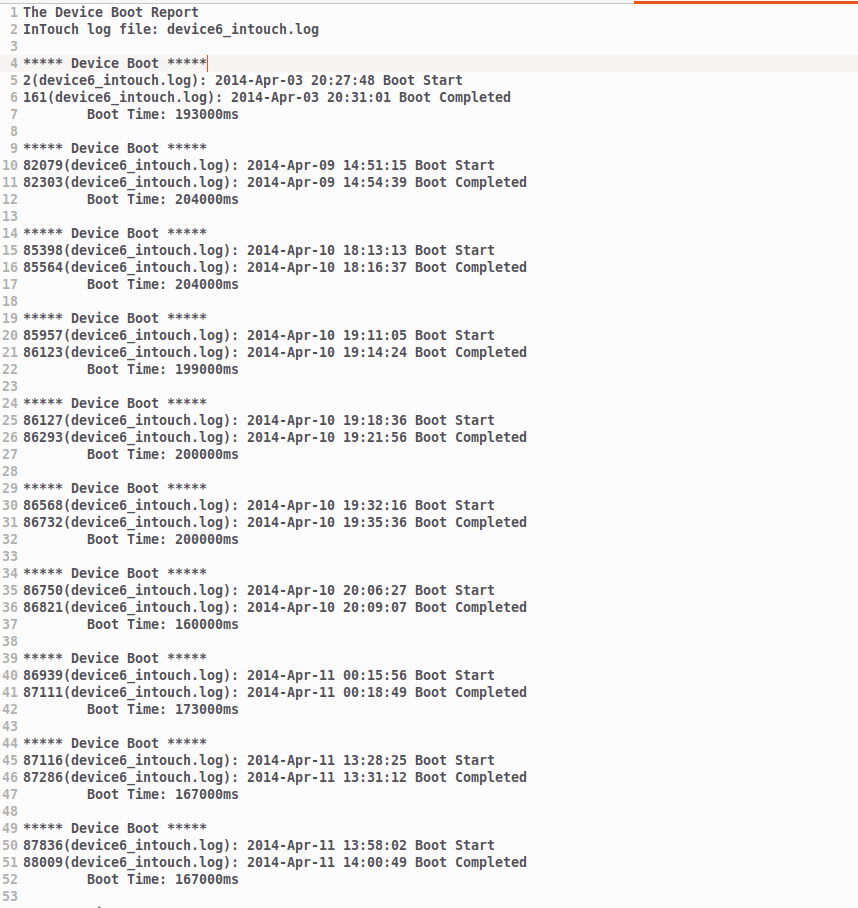 1 The Device Boot Report
2 InTouch log file: device6_intouch.log
3
4 ***** Device Boot *****
5 2(device6_intouch.log): 2014-Apr-03 20:27:48 Boot Start
6 161(device6_intouch.log): 2014-Apr-03 20:31:01 Boot Completed
7         Boot Time: 193000ms
8
9 ***** Device Boot *****
10 82079(device6_intouch.log): 2014-Apr-09 14:51:15 Boot Start
11 82303(device6_intouch.log): 2014-Apr-09 14:54:39 Boot Completed
12         Boot Time: 204000ms
13
14 ***** Device Boot *****
15 85398(device6_intouch.log): 2014-Apr-10 18:13:13 Boot Start
16 85564(device6_intouch.log): 2014-Apr-10 18:16:37 Boot Completed
17         Boot Time: 204000ms
18
19 ***** Device Boot *****
20 85957(device6_intouch.log): 2014-Apr-10 19:11:05 Boot Start
21 86123(device6_intouch.log): 2014-Apr-10 19:14:24 Boot Completed
22         Boot Time: 199000ms
23
24 ***** Device Boot *****
25 86127(device6_intouch.log): 2014-Apr-10 19:18:36 Boot Start
26 86293(device6_intouch.log): 2014-Apr-10 19:21:56 Boot Completed
27         Boot Time: 200000ms
28
29 ***** Device Boot *****
30 86568(device6_intouch.log): 2014-Apr-10 19:32:16 Boot Start
31 86732(device6_intouch.log): 2014-Apr-10 19:35:36 Boot Completed
32         Boot Time: 200000ms
33
34 ***** Device Boot *****
35 86750(device6_intouch.log): 2014-Apr-10 20:06:27 Boot Start
36 86821(device6_intouch.log): 2014-Apr-10 20:09:07 Boot Completed
37         Boot Time: 160000ms
38
39 ***** Device Boot *****
40 86939(device6_intouch.log): 2014-Apr-11 00:15:56 Boot Start
41 87111(device6_intouch.log): 2014-Apr-11 00:18:49 Boot Completed
42         Boot Time: 173000ms
43
44 ***** Device Boot *****
45 87116(device6_intouch.log): 2014-Apr-11 13:28:25 Boot Start
46 87286(device6_intouch.log): 2014-Apr-11 13:31:12 Boot Completed
47         Boot Time: 167000ms
48
49 ***** Device Boot *****
50 87836(device6_intouch.log): 2014-Apr-11 13:58:02 Boot Start
51 88009(device6_intouch.log): 2014-Apr-11 14:00:49 Boot Completed
52         Boot Time: 167000ms
53